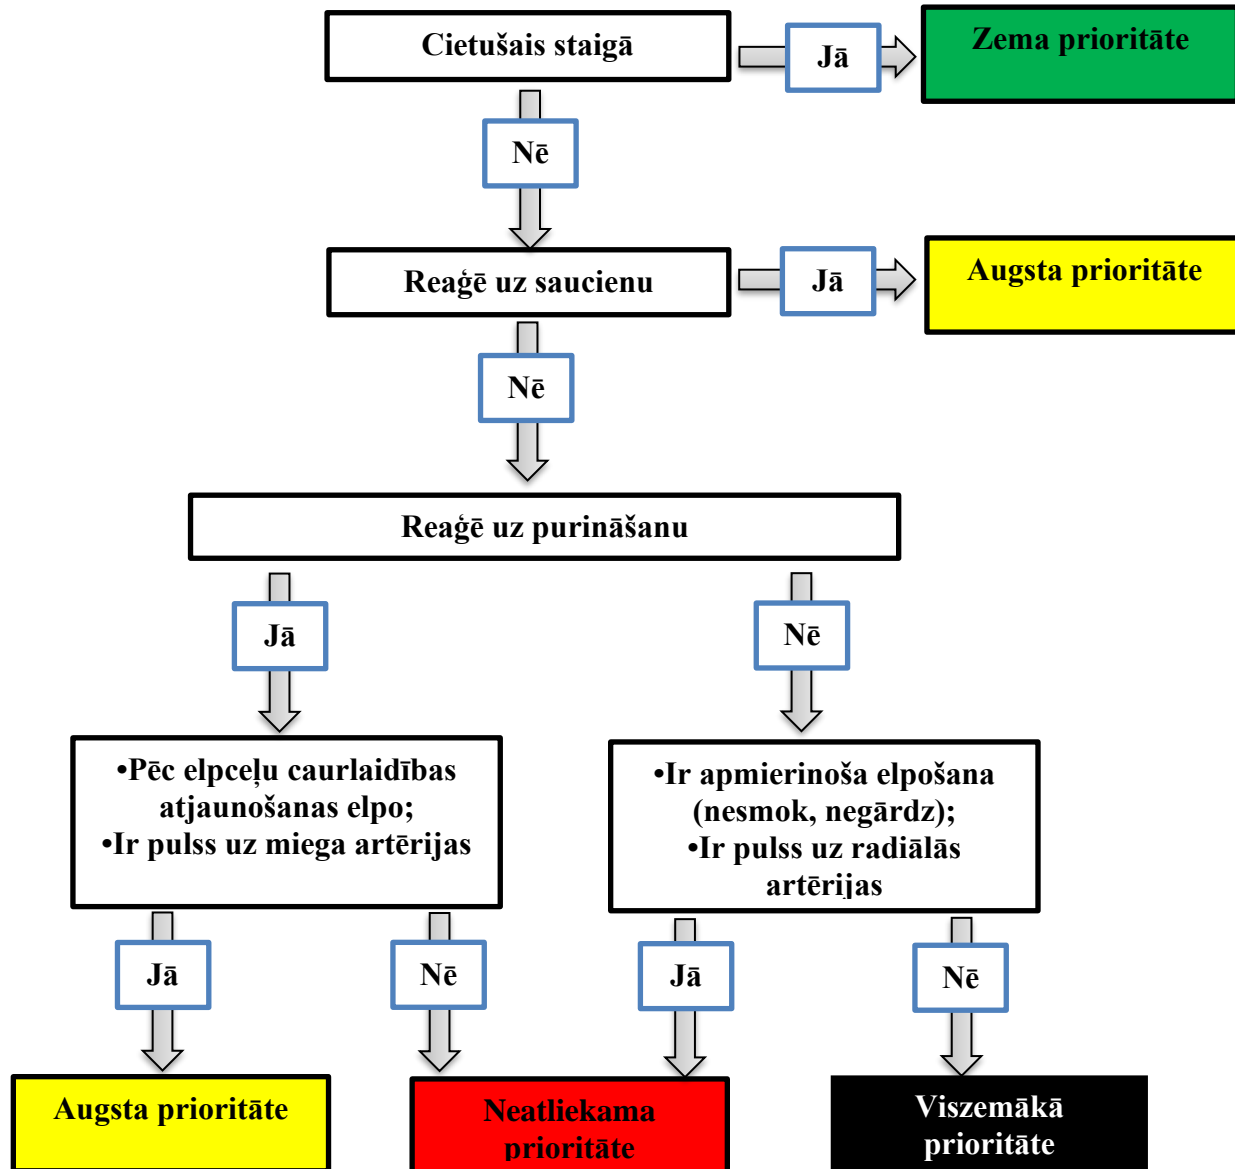 Cietušais staigā
Jā
Zema prioritāte
Nē
Reaģē uz saucienu
Jā
Augsta prioritāte
Nē
Reaģē uz purināšanu
Jā
Nē
•Pēc elpceļu caurlaidības
atjaunošanas elpo;
•Ir pulss uz miega artērijas
•Ir apmierinoša elpošana
(nesmok, negārdz);
•Ir pulss uz radiālās
artērijas
Jā
Nē
Jā
Nē
Augsta prioritāte
Neatliekama
prioritāte
Viszemākā
prioritāte